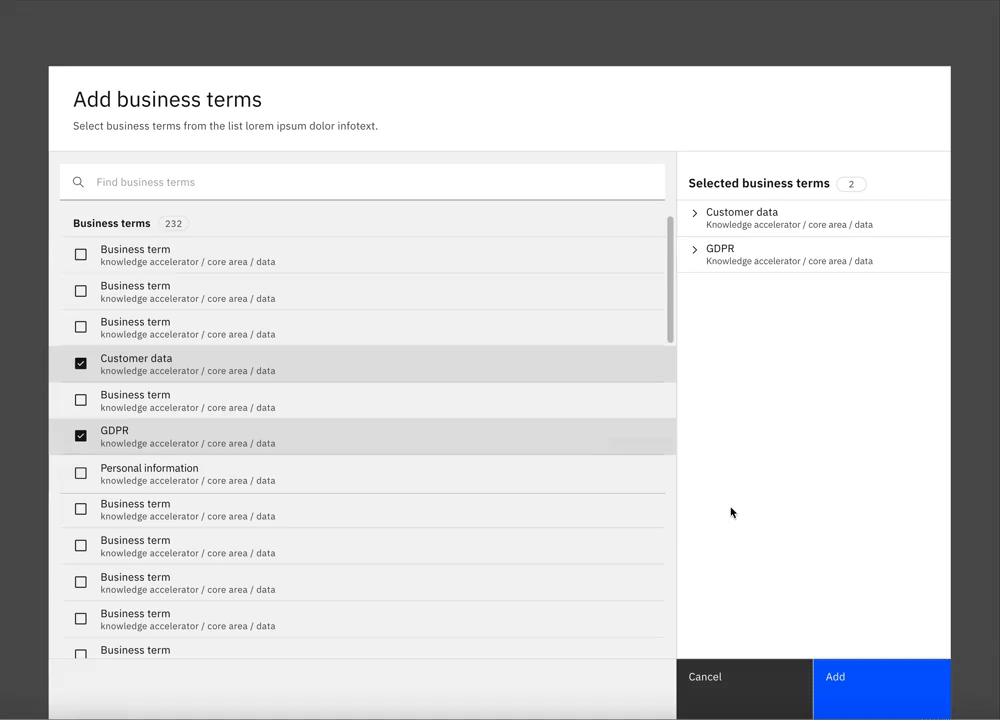 Add business terms
Select business terms from the list lorem ipsum dolor infotext.
Find business terms
Business terms 232
Business term
knowledge accelerator / core area / data
Business term
knowledge accelerator / core area / data
Business term
knowledge accelerator / core area / data
Customer data
knowledge accelerator / core area / data
Business term
knowledge accelerator / core area / data
GDPR
knowledge accelerator / core area / data
Personal information
knowledge accelerator / core area / data
Business term
knowledge accelerator / core area / data
Business term
knowledge accelerator / core area / data
Business term
knowledge accelerator / core area / data
Business term
knowledge accelerator / core area / data
Business term
Selected business terms 2
Customer data
Knowledge accelerator / core area / data
GDPR
Knowledge accelerator / core area / data
Cancel
Add